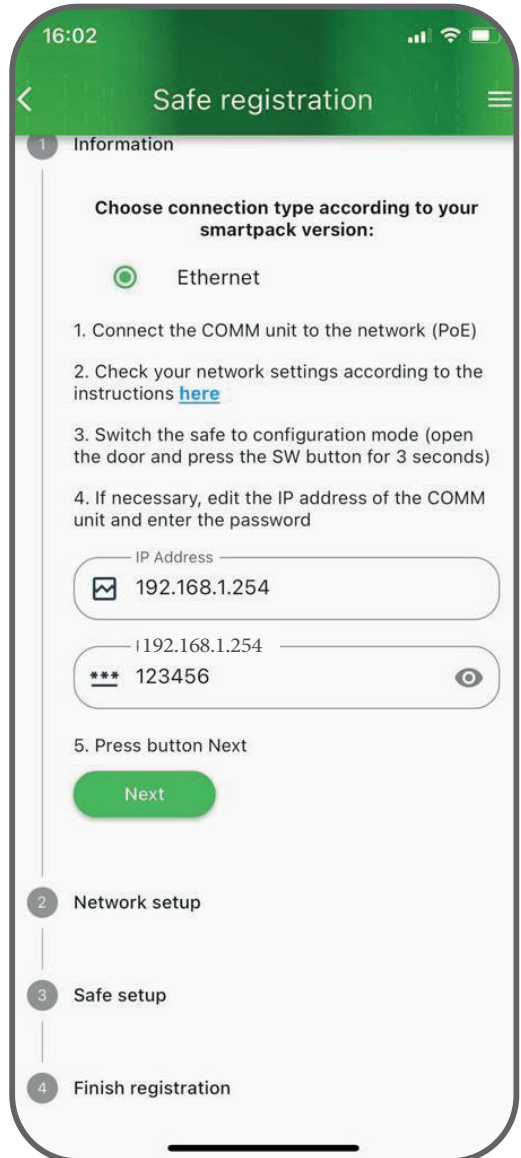 16:02
Safe registration
1 Information
Choose connection type according to your
smartpack version:
Ethernet
1. Connect the COMM unit to the network (PoE)
2. Check your network settings according to the
instructions here
3. Switch the safe to configuration mode (open
the door and press the SW button for 3 seconds)
4. If necessary, edit the IP address of the COMM
unit and enter the password
IP Address
192.168.1.254
192.168.1.254
*** 123456
5. Press button Next
Next
2 Network setup
3 Safe setup
4 Finish registration